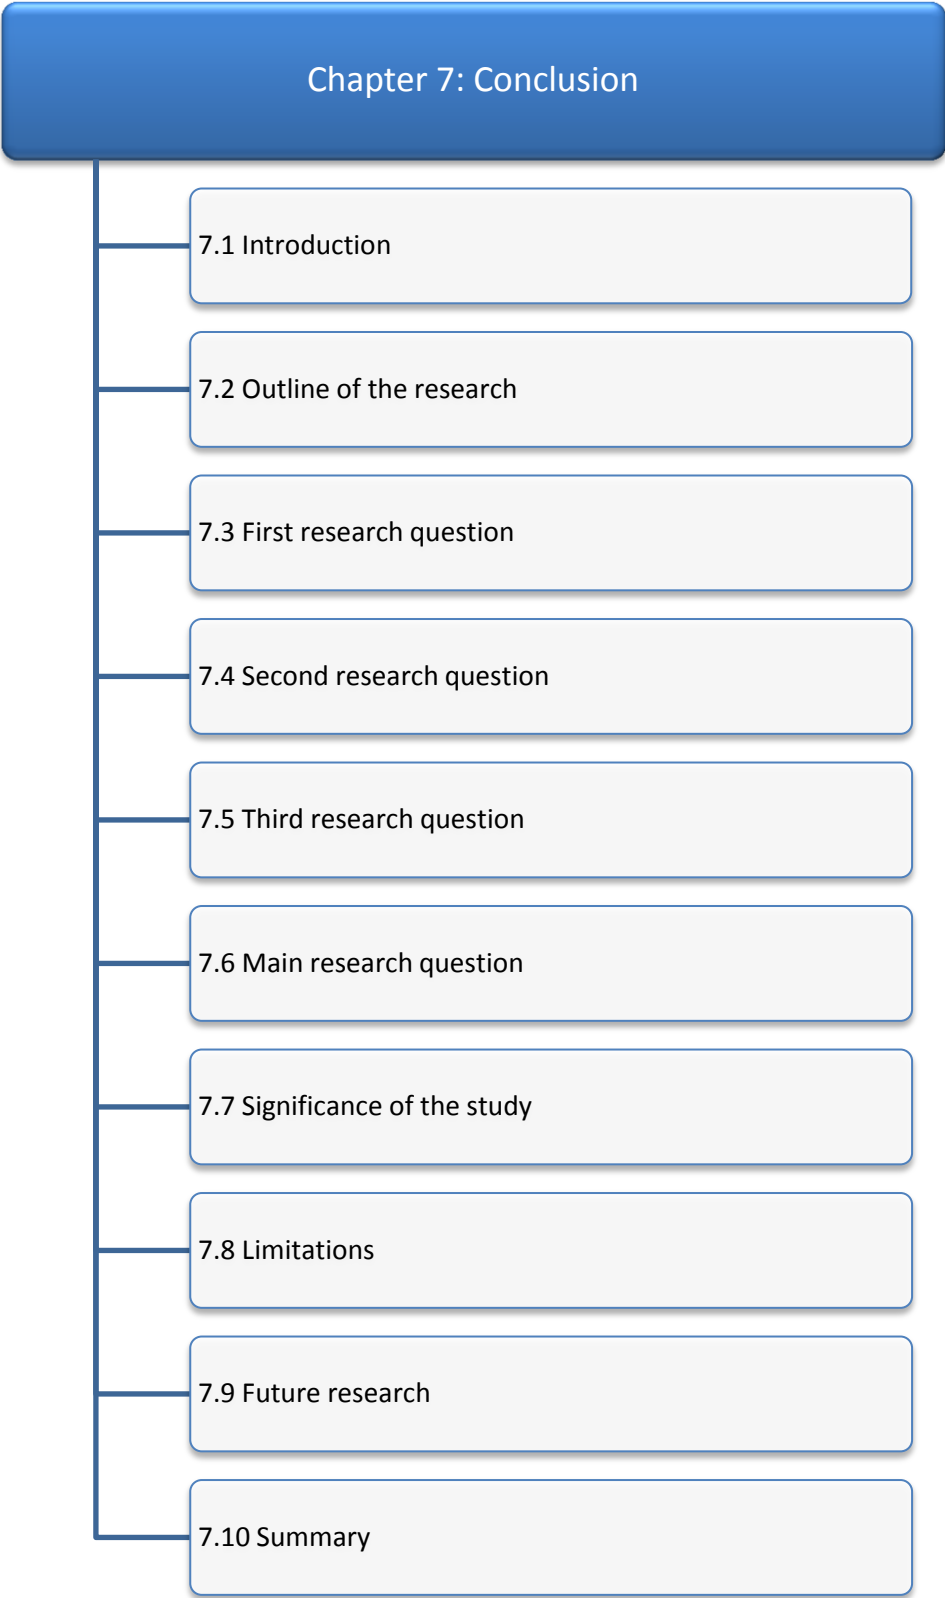 Chapter 7: Conclusion
7.1 Introduction
7.2 Outline of the research
7.3 First research question
7.4 Second research question
7.5 Third research question
7.6 Main research question
7.7 Significance of the study
7.8 Limitations
7.9 Future research
7.10 Summary